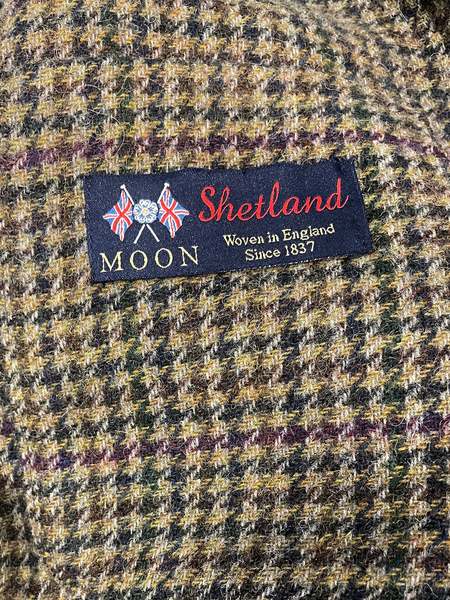 Shetland
MOON
Woven in England
Since 1837